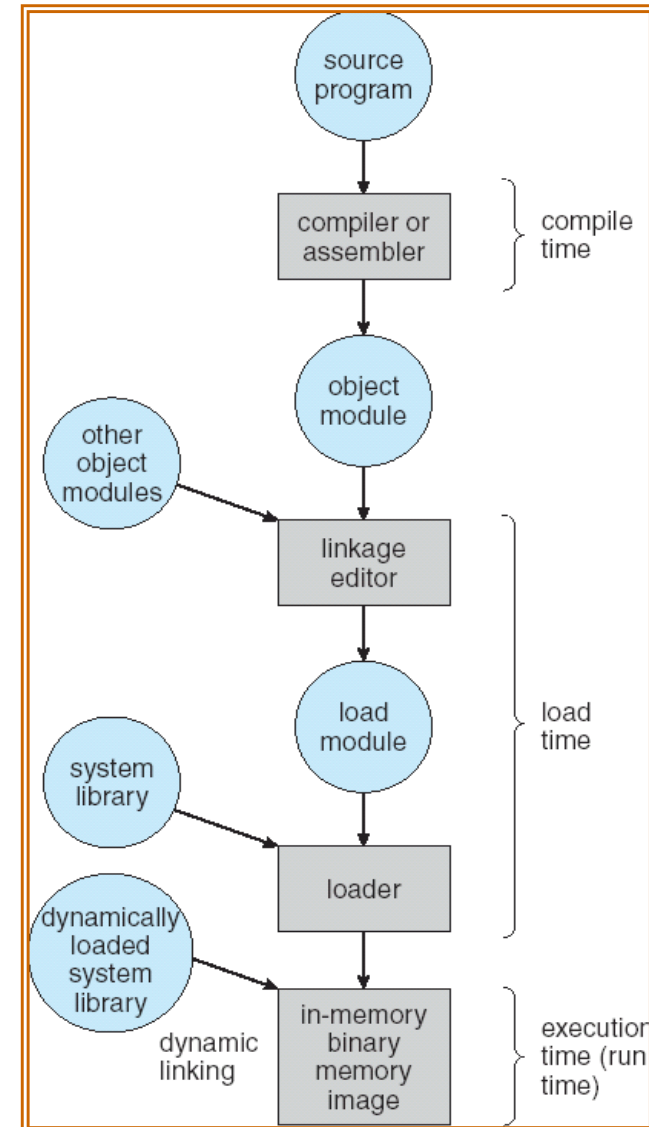 source
program
compiler or
assembler
compile
time
object
module
other
object
modules
linkage
editor
load
module
load
time
system
library
loader
dynamically
loaded
system
library
dynamic
linking
in-memory
binary
memory
image
execution
time (run
time)